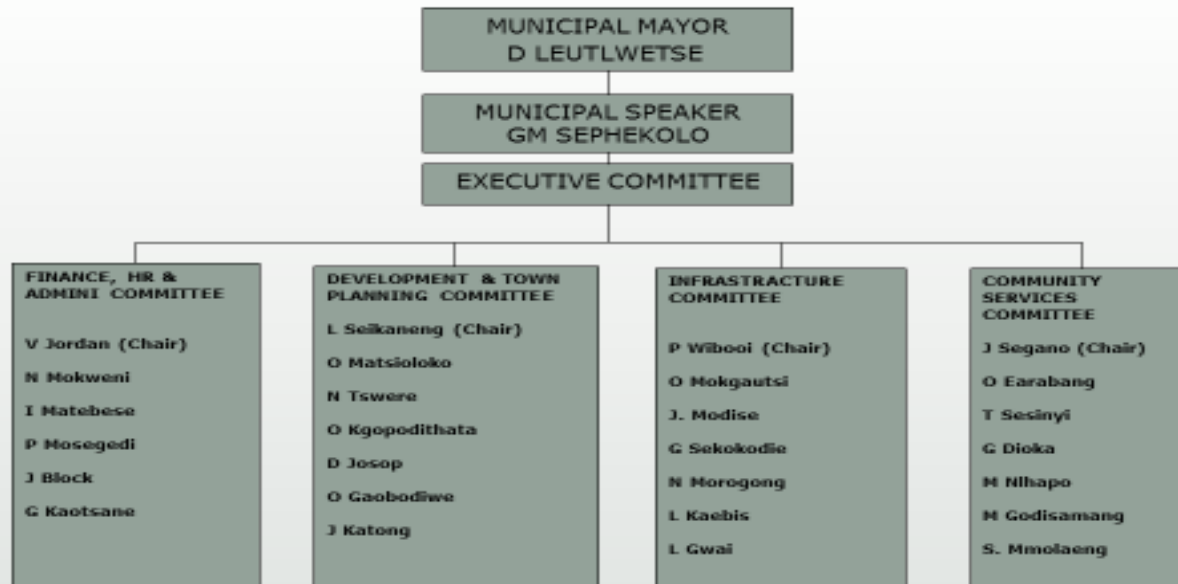 MUNICIPAL MAYOR
D LEUTLWETSE
MUNICIPAL SPEAKER
GM SEPHEKOLO
EXECUTIVE COMMITTEE
FINANCE, HR &
ADMINI COMMITTEE
V Jordan (Chair)
N Mokweni
I Matebese
P Mosegedi
J Block
G Kaotsane
DEVELOPMENT & TOWN
PLANNING COMMITTEE
L Seikaneng (Chair)
O Matsioloko
N Tswere
O Kgopodithata
D Josop
O Gaobodiwe
J Katong
INFRASTRACTURE
COMMITTEE
P Wibooi (Chair)
O Mokgautsi
J. Modise
G Sekokodie
N Morogong
L Kaebis
L Gwai
COMMUNITY
SERVICES
COMMITTEE
J Segano (Chair)
O Earabang
T Sesinyi
G Dioka
M Nlhapo
M Godisamang
S. Mmolaeng